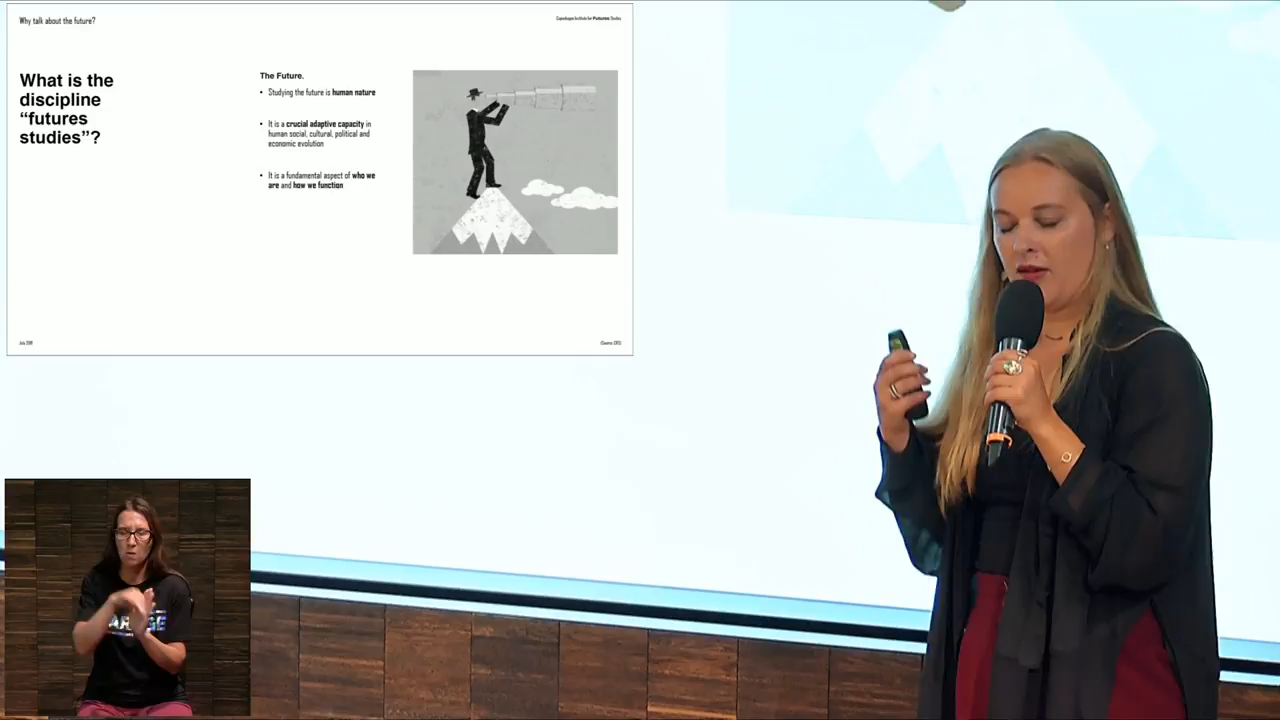 Why talk about the future?
Copenhagen Institute for Futures Studies
What is the
discipline
“futures
studies”?
The Future.
• Studying the future is human nature
• It is a crucial adaptive capacity in
human social, cultural, political and
economic evolution
• It is a fundamental aspect of who we
are and how we function